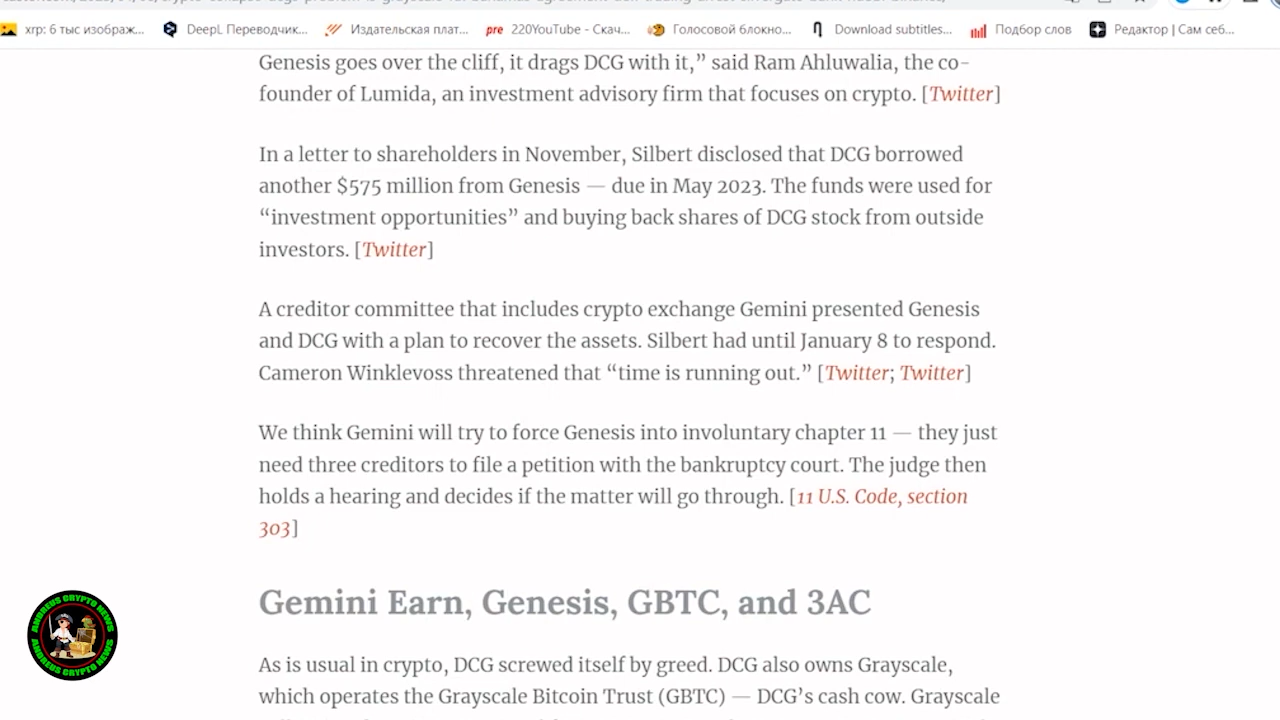 xrp: 6 тыс изображ...
DeepL Переводчик...
Издательская плат...
pre 220YouTube - Скач...
Голосовой блокно...
Download subtitles...
Подбор слов
Редактор | Сам себ...
Genesis goes over the cliff, it drags DCG with it,” said Ram Ahluwalia, the co-
founder of Lumida, an investment advisory firm that focuses on crypto. [Twitter]
In a letter to shareholders in November, Silbert disclosed that DCG borrowed
another $575 million from Genesis — due in May 2023. The funds were used for
“investment opportunities” and buying back shares of DCG stock from outside
investors. [Twitter]
A creditor committee that includes crypto exchange Gemini presented Genesis
and DCG with a plan to recover the assets. Silbert had until January 8 to respond.
Cameron Winklevoss threatened that “time is running out.” [Twitter; Twitter]
We think Gemini will try to force Genesis into involuntary chapter 11 — they just
need three creditors to file a petition with the bankruptcy court. The judge then
holds a hearing and decides if the matter will go through. [11 U.S. Code, section
303]
Gemini Earn, Genesis, GBTC, and 3AC
As is usual in crypto, DCG screwed itself by greed. DCG also owns Grayscale,
which operates the Grayscale Bitcoin Trust (GBTC) — DCG’s cash cow. Grayscale
ANDREUS CRYPTO NEWS
ANDREUS CRYPTO NEWS